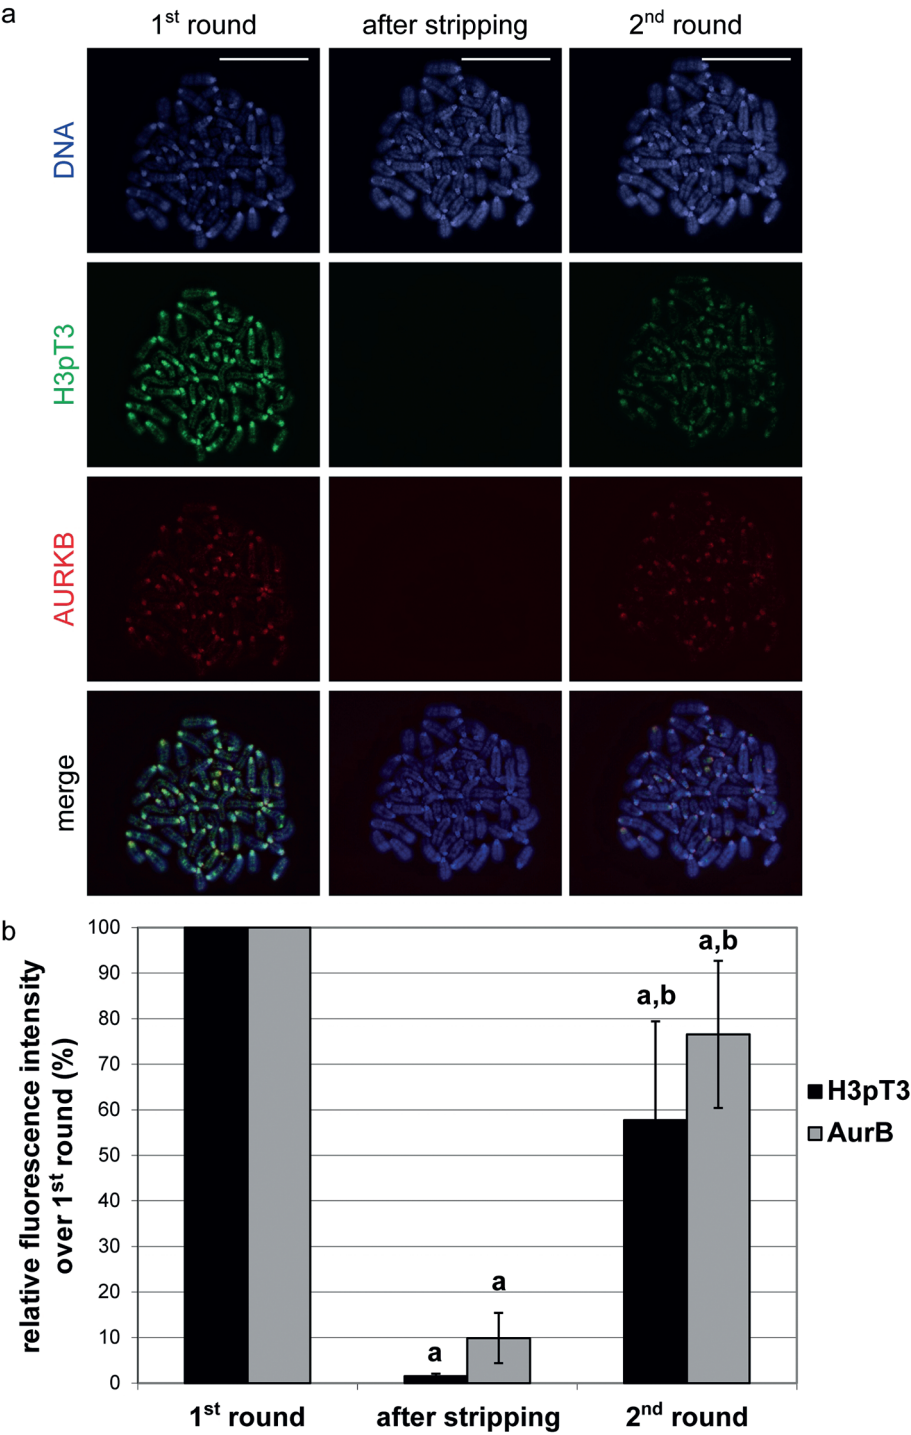 a
1st round after stripping 2nd round
DNA
H3pT3
AURKB
merge
b
relative fluorescence intensity
over 1st round (%)
100
90
80
70
60
50
40
30
20
10
0
a
a
a,b
a,b
H3pT3
AurB
1st round after stripping 2nd round